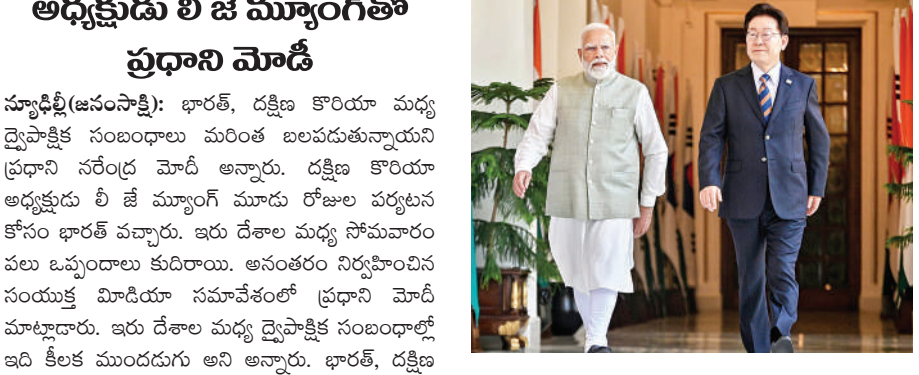 అధ్యక్షుడు లీ జే మ్యూంగ్‌తో
ప్రధాని మోడీ
న్యూఢిల్లీ(జనంసాక్షి): భారత్, దక్షిణ కొరియా మధ్య
ద్వైపాక్షిక సంబంధాలు మరింత బలపడుతున్నాయని
ప్రధాని నరేంద్ర మోదీ అన్నారు. దక్షిణ కొరియా
అధ్యక్షుడు లీ జే మ్యూంగ్ మూడు రోజుల పర్యటన
కోసం భారత్ వచ్చారు. ఇరు దేశాల మధ్య సోమవారం
పలు ఒప్పందాలు కుదిరాయి. అనంతరం నిర్వహించిన
సంయుక్త మీడియా సమావేశంలో ప్రధాని మోదీ
మాట్లాడారు. ఇరు దేశాల మధ్య ద్వైపాక్షిక సంబంధాల్లో
ఇది కీలక ముందడుగు అని అన్నారు. భారత్, దక్షిణ